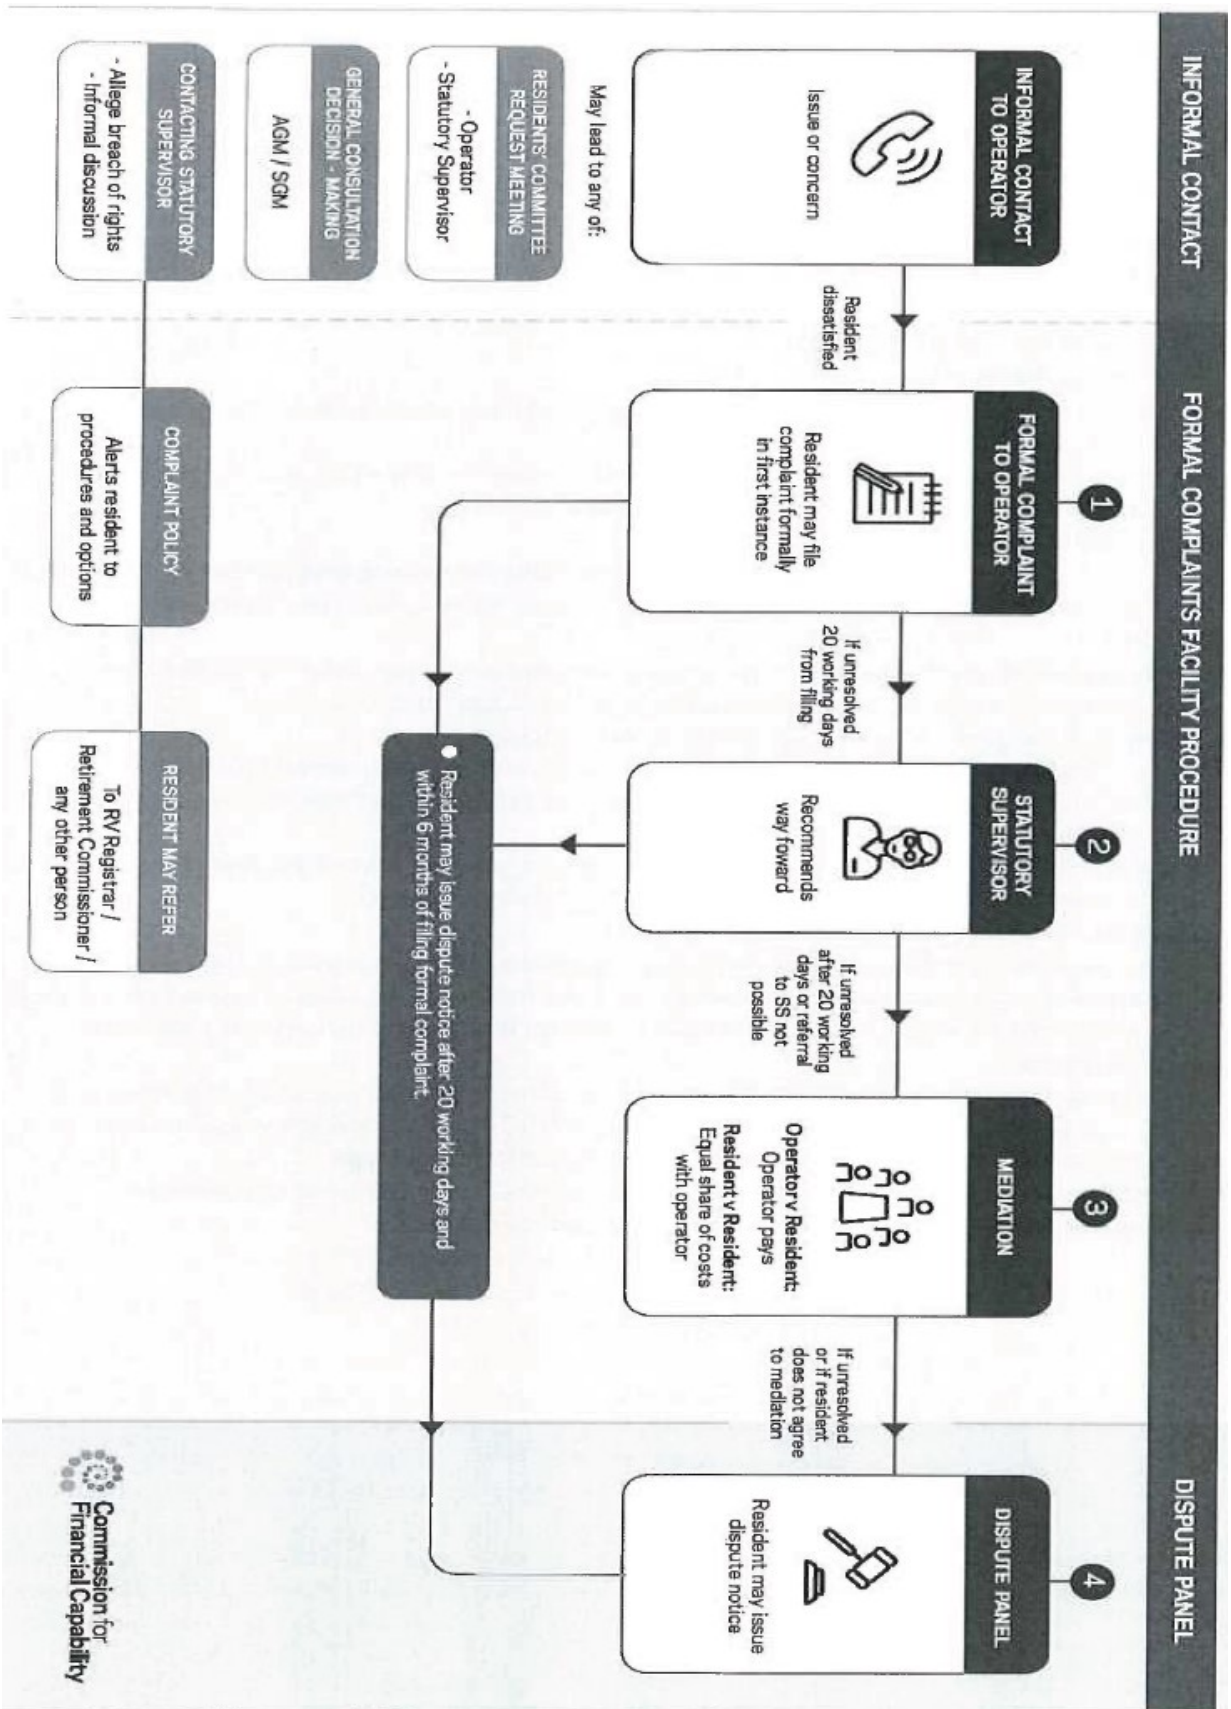 INFORMAL CONTACT
FORMAL COMPLAINTS FACILITY PROCEDURE
DISPUTE PANEL
INFORMAL CONTACT
TO OPERATOR
Issue or concern
Resident
dissatisfied
1
FORMAL COMPLAINT
TO OPERATOR
Resident may file
complaint formally
in first instance
If unresolved
20 working days
from filing
2
STATUTORY
SUPERVISOR
Recommends
way foward
If unresolved
after 20 working
days or referral
to SS not
possible
3
MEDIATION
Operator v Resident:
Operator pays
Resident v Resident:
Equal share of costs
with operator
If unresolved
or if resident
does not agree
to mediation
4
DISPUTE PANEL
Resident may issue
dispute notice
May lead to any of:
RESIDENTS' COMMITTEE
REQUEST MEETING
- Operator
- Statutory Supervisor
GENERAL CONSULTATION
DECISION - MAKING
AGM / SGM
Resident may issue dispute notice after 20 working days and
within 6 months of filing formal complaint.
CONTACTING STATUTORY
SUPERVISOR
- Allege breach of rights
- Informal discussion
COMPLAINT POLICY
Alerts resident to
procedures and options
RESIDENT MAY REFER
To RV Registrar /
Retirement Commissioner /
any other person
Commission for
Financial Capability